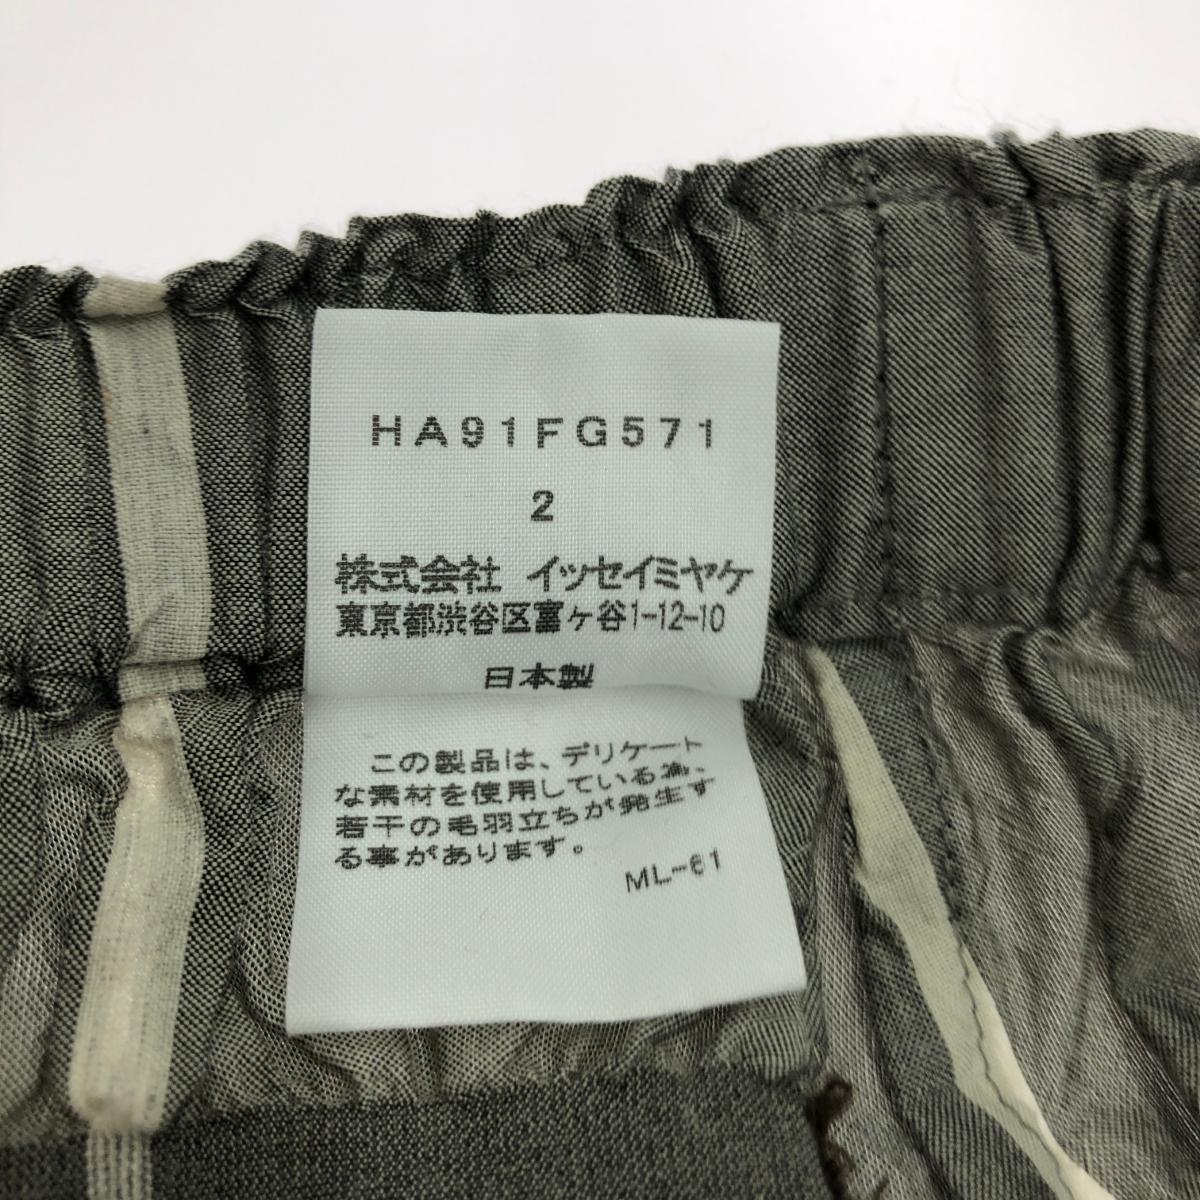 HA91FG571
2
株式会社 イッセイミヤケ
東京都渋谷区富ヶ谷1-12-10
日本製
この製品は、デリケート
な素材を使用している為、
若干の毛羽立ちが発生す
る事があります。
ML-61